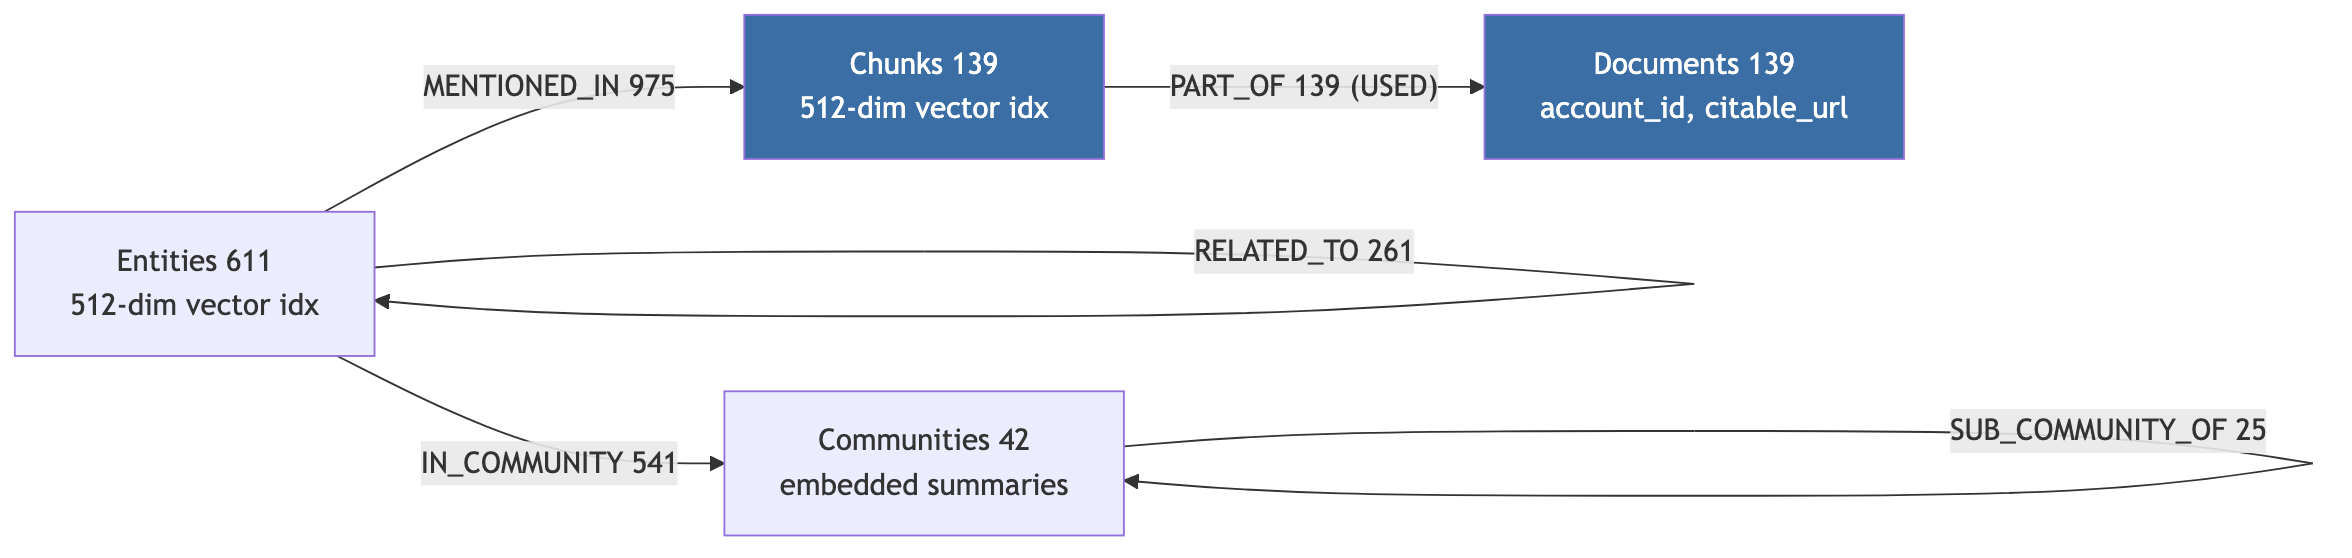 MENTIONED_IN 975
Chunks 139
512-dim vector idx
PART_OF 139 (USED)
Documents 139
account_id, citable_url
Entities 611
512-dim vector idx
RELATED_TO 261
IN_COMMUNITY 541
Communities 42
embedded summaries
SUB_COMMUNITY_OF 25